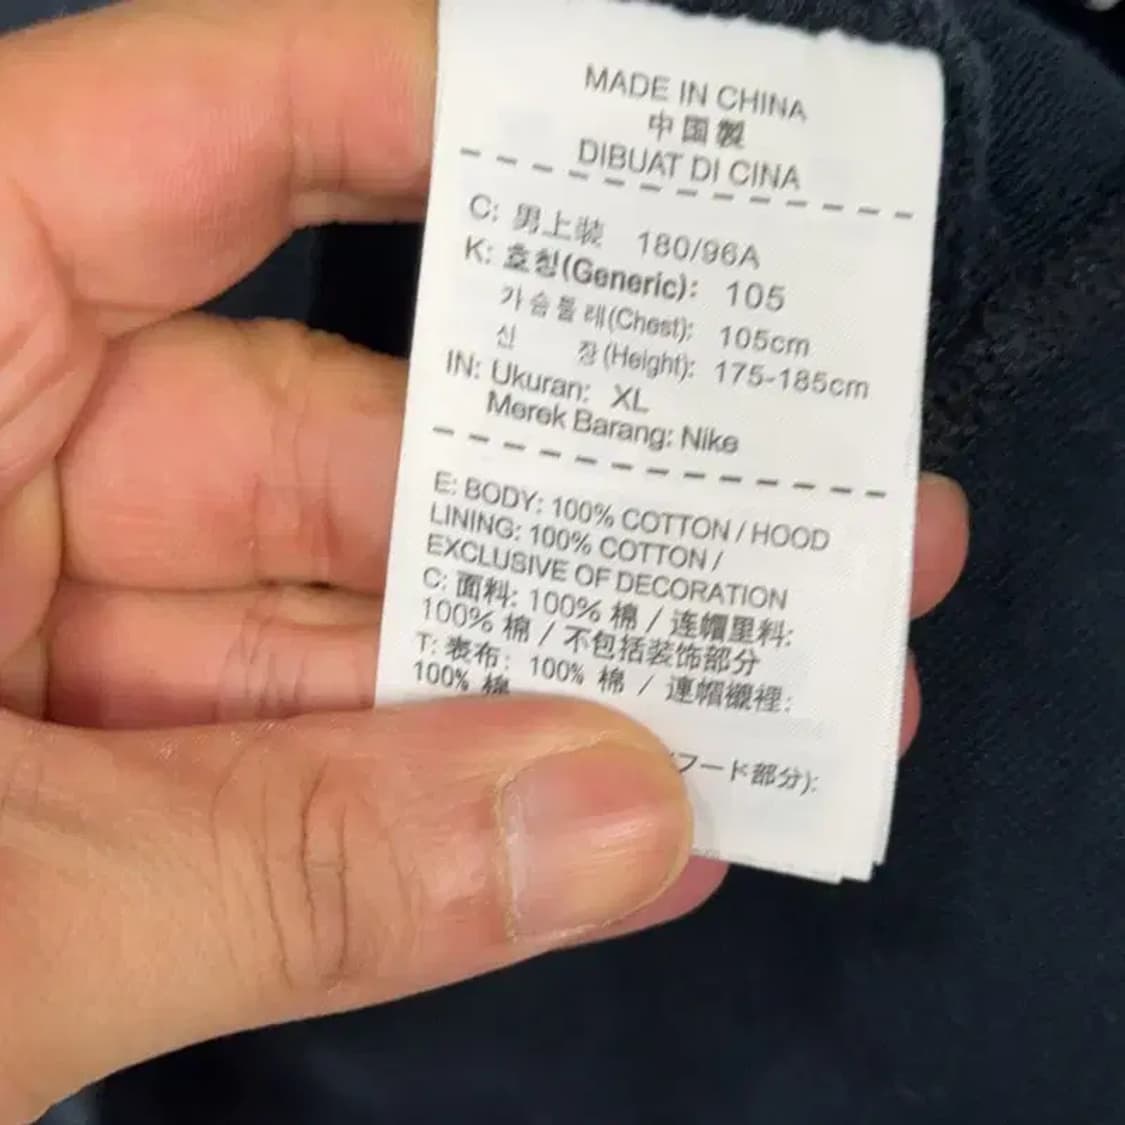 MADE IN CHINA
中国製
DIBUAT DI CINA
C: 男上装 180/96A
K: 호칭(Generic): 105
가슴둘레(Chest): 105cm
신 장(Height): 175-185cm
IN: Ukuran: XL
Merek Barang: Nike
E: BODY: 100% COTTON / HOOD
LINING: 100% COTTON /
EXCLUSIVE OF DECORATION
C: 面料: 100% 棉 / 连帽里料:
100% 棉 / 不包括装饰部分
T: 表布: 100% 棉 / 連帽襯裡:
100% 棉
フード部分):